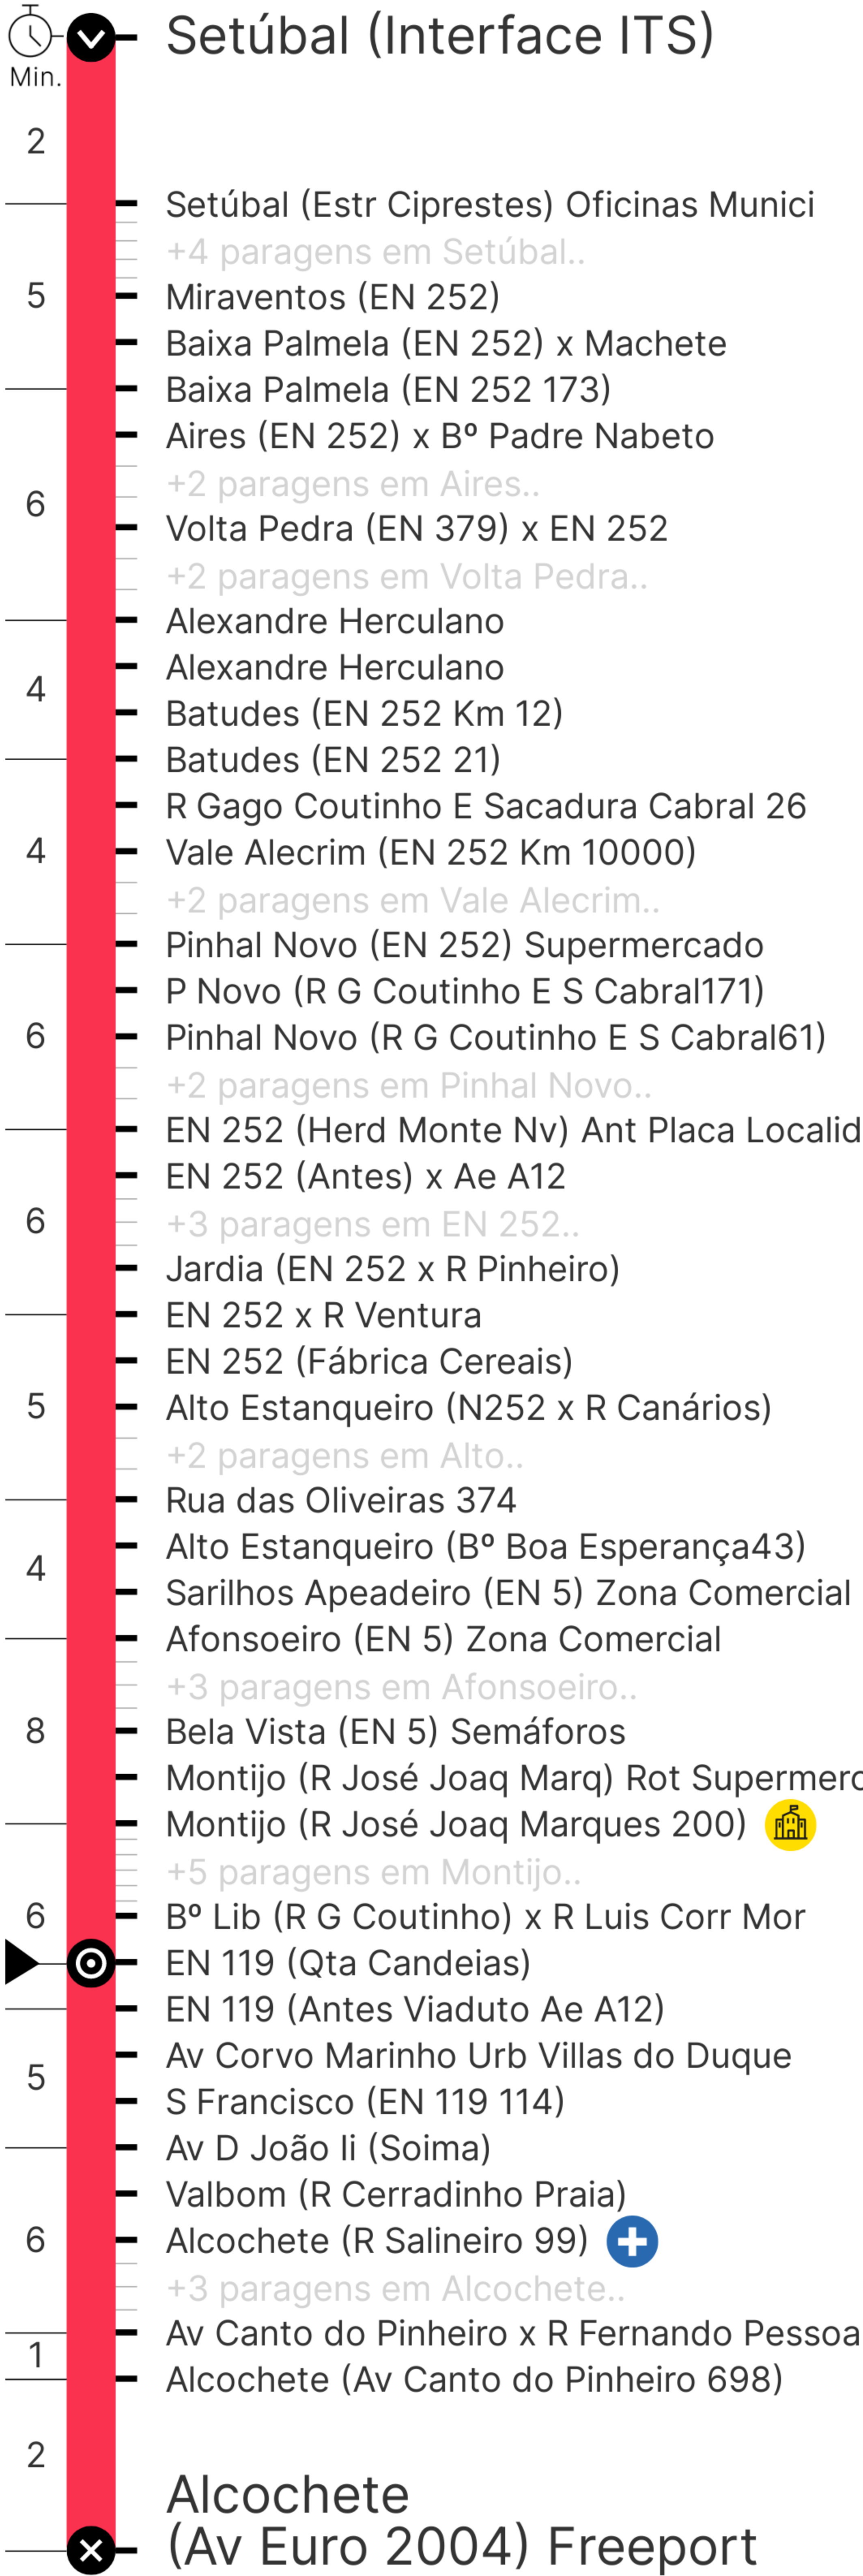 Setúbal (Interface ITS)
Min.
2
Setúbal (Estr Ciprestes) Oficinas Munici
+4 paragens em Setúbal..
5
Miraventos (EN 252)
Baixa Palmela (EN 252) x Machete
Baixa Palmela (EN 252 173)
Aires (EN 252) x Bº Padre Nabeto
+2 paragens em Aires..
6
Volta Pedra (EN 379) x EN 252
+2 paragens em Volta Pedra..
Alexandre Herculano
Alexandre Herculano
4
Batudes (EN 252 Km 12)
Batudes (EN 252 21)
R Gago Coutinho E Sacadura Cabral 26
4
Vale Alecrim (EN 252 Km 10000)
+2 paragens em Vale Alecrim..
Pinhal Novo (EN 252) Supermercado
P Novo (R G Coutinho E S Cabral171)
6
Pinhal Novo (R G Coutinho E S Cabral61)
+2 paragens em Pinhal Novo..
EN 252 (Herd Monte Nv) Ant Placa Localid
EN 252 (Antes) x Ae A12
6
+3 paragens em EN 252..
Jardia (EN 252 x R Pinheiro)
EN 252 x R Ventura
EN 252 (Fábrica Cereais)
5
Alto Estanqueiro (N252 x R Canários)
+2 paragens em Alto..
Rua das Oliveiras 374
Alto Estanqueiro (Bº Boa Esperança43)
4
Sarilhos Apeadeiro (EN 5) Zona Comercial
Afonsoeiro (EN 5) Zona Comercial
+3 paragens em Afonsoeiro..
8
Bela Vista (EN 5) Semáforos
Montijo (R José Joaq Marq) Rot Supermerc
Montijo (R José Joaq Marques 200)
+5 paragens em Montijo..
6
Bº Lib (R G Coutinho) x R Luis Corr Mor
EN 119 (Qta Candeias)
EN 119 (Antes Viaduto Ae A12)
Av Corvo Marinho Urb Villas do Duque
5
S Francisco (EN 119 114)
Av D João Ii (Soima)
Valbom (R Cerradinho Praia)
6
Alcochete (R Salineiro 99)
+3 paragens em Alcochete..
Av Canto do Pinheiro x R Fernando Pessoa
1
Alcochete (Av Canto do Pinheiro 698)
2
Alcochete
(Av Euro 2004) Freeport